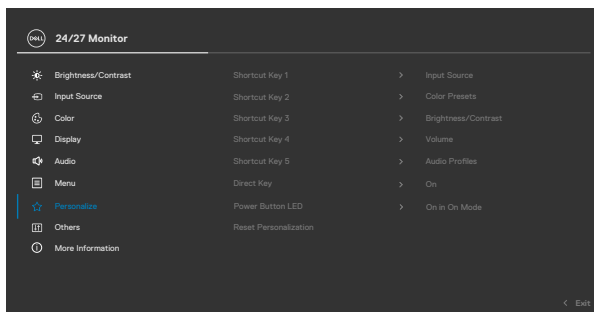 DELL 24/27 Monitor
Brightness/Contrast Shortcut Key 1 > Input Source
Input Source Shortcut Key 2 > Color Presets
Color Shortcut Key 3 > Brightness/Contrast
Display Shortcut Key 4 > Volume
Audio Shortcut Key 5 > Audio Profiles
Menu Direct Key > On
Personalize Power Button LED > On in On Mode
Others Reset Personalization
More Information
< Exit